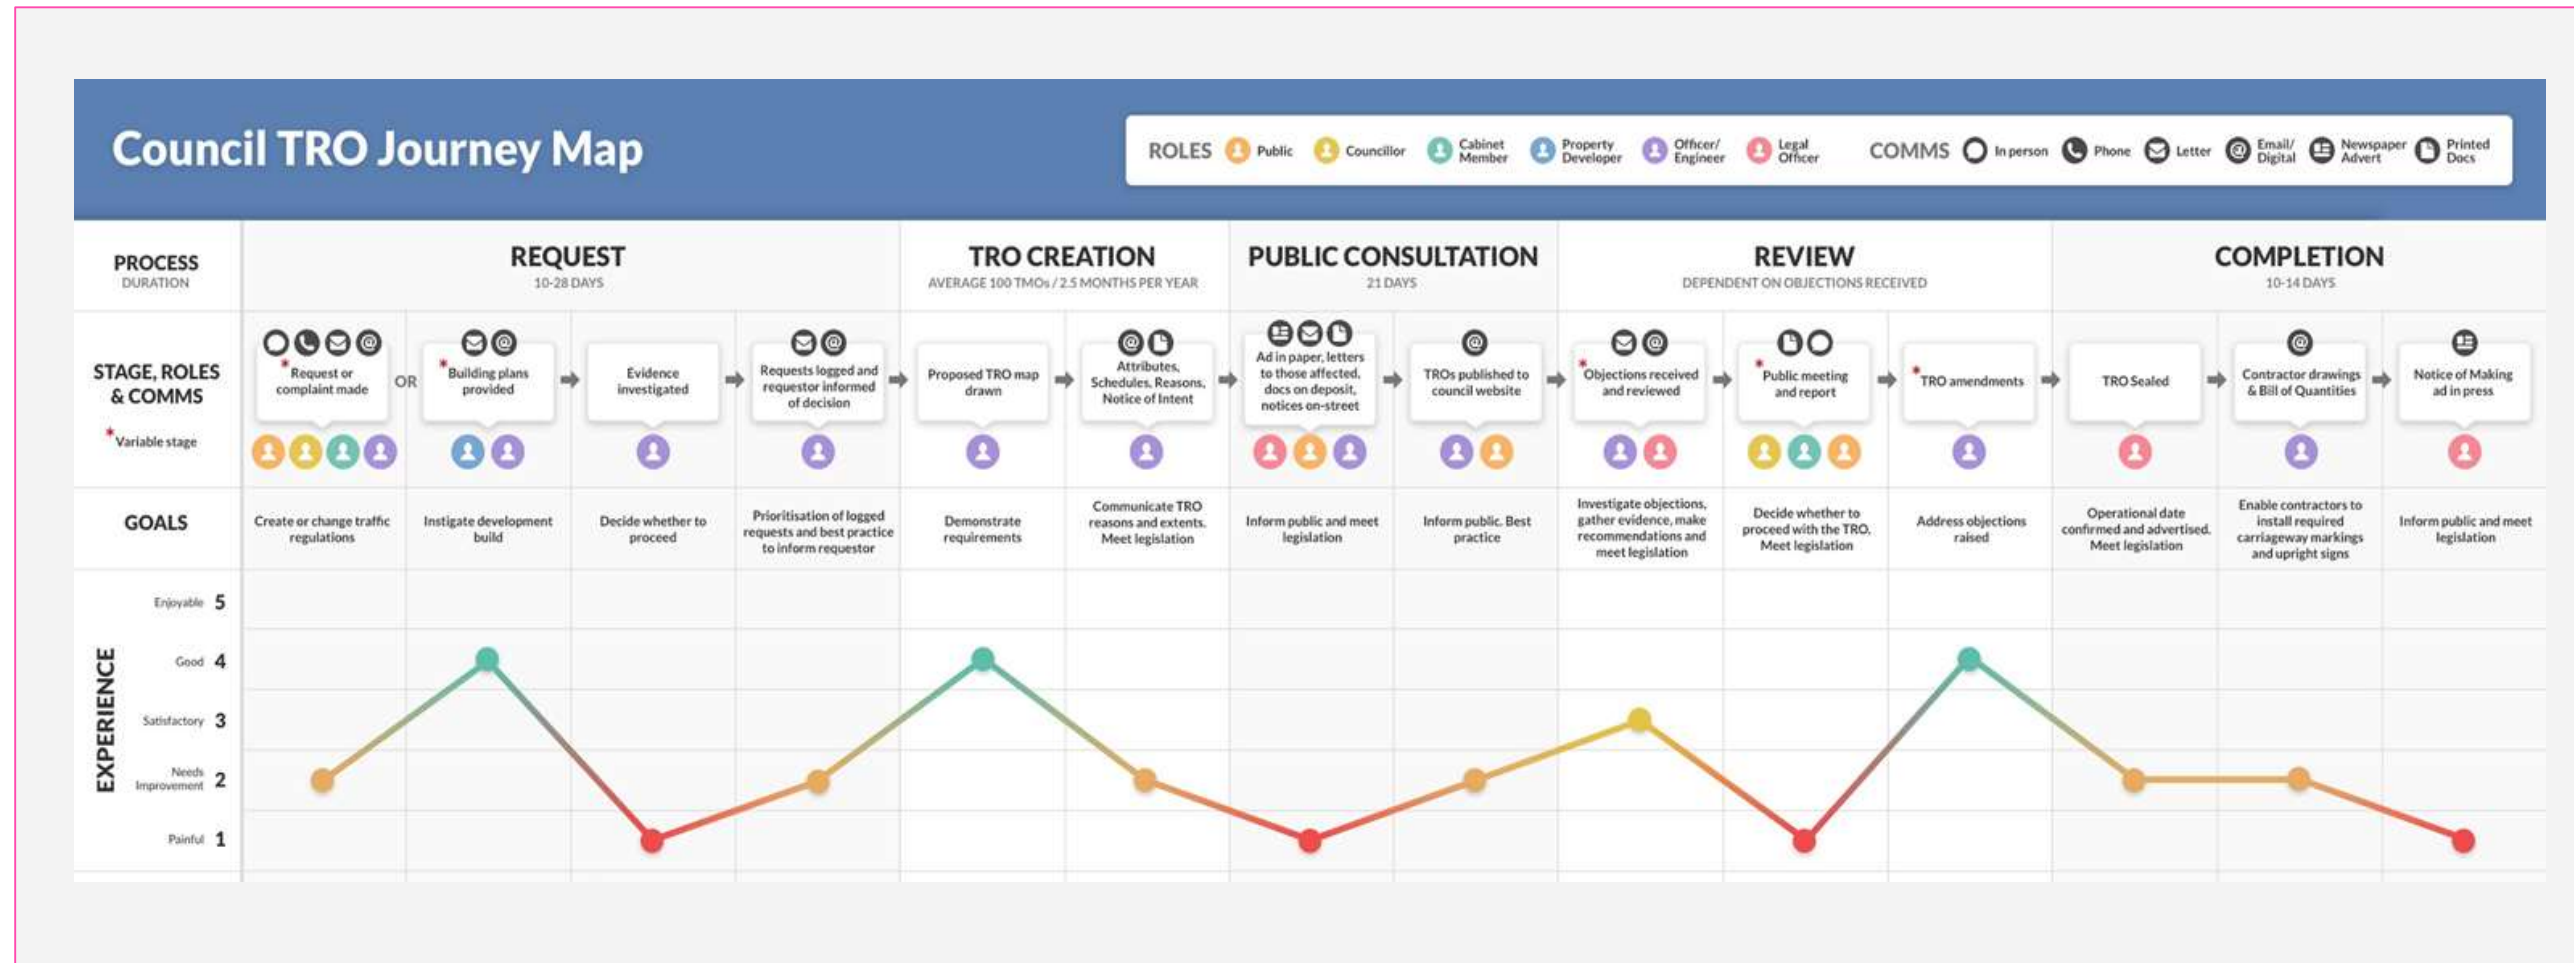 Council TRO Journey Map
ROLES
Public
Councillor
Cabinet
Member
Property
Developer
Officer/
Engineer
Legal
Officer
COMMS
In person
Phone
Letter
Email/
Digital
Newspaper
Advert
Printed
Docs
PROCESS
DURATION
REQUEST
10-28 DAYS
TRO CREATION
AVERAGE 100 TMOs / 2.5 MONTHS PER YEAR
PUBLIC CONSULTATION
21 DAYS
REVIEW
DEPENDENT ON OBJECTIONS RECEIVED
COMPLETION
10-14 DAYS
STAGE, ROLES
& COMMS
*Variable stage
*Request or
complaint made
OR
*Building plans
provided
Evidence
investigated
Requests logged and
requestor informed
of decision
Proposed TRO map
drawn
Attributes,
Schedules, Reasons,
Notice of Intent
Ad in paper, letters
to those affected,
docs on deposit,
notices on-street
TROs published to
council website
*Objections received
and reviewed
*Public meeting
and report
*TRO amendments
TRO Sealed
Contractor drawings
& Bill of Quantities
Notice of Making
ad in press
GOALS
Create or change traffic
regulations
Instigate development
build
Decide whether to
proceed
Prioritisation of logged
requests and best practice
to inform requestor
Demonstrate
requirements
Communicate TRO
reasons and extents.
Meet legislation
Inform public and meet
legislation
Inform public. Best
practice
Investigate objections,
gather evidence, make
recommendations and
meet legislation
Decide whether to
proceed with the TRO.
Meet legislation
Address objections
raised
Operational date
confirmed and advertised.
Meet legislation
Enable contractors to
install required
carriageway markings
and upright signs
Inform public and meet
legislation
EXPERIENCE
Enjoyable 5
Good 4
Satisfactory 3
Needs
Improvement 2
Painful 1